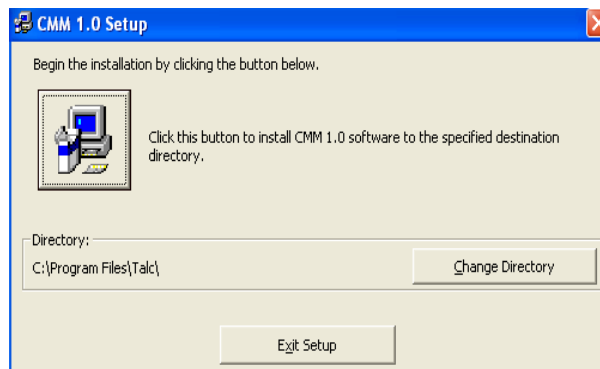 CMM 1.0 Setup
Begin the installation by clicking the button below.
Click this button to install CMM 1.0 software to the specified destination
directory.
Directory:
C:\Program Files\Talc\
Change Directory
Exit Setup